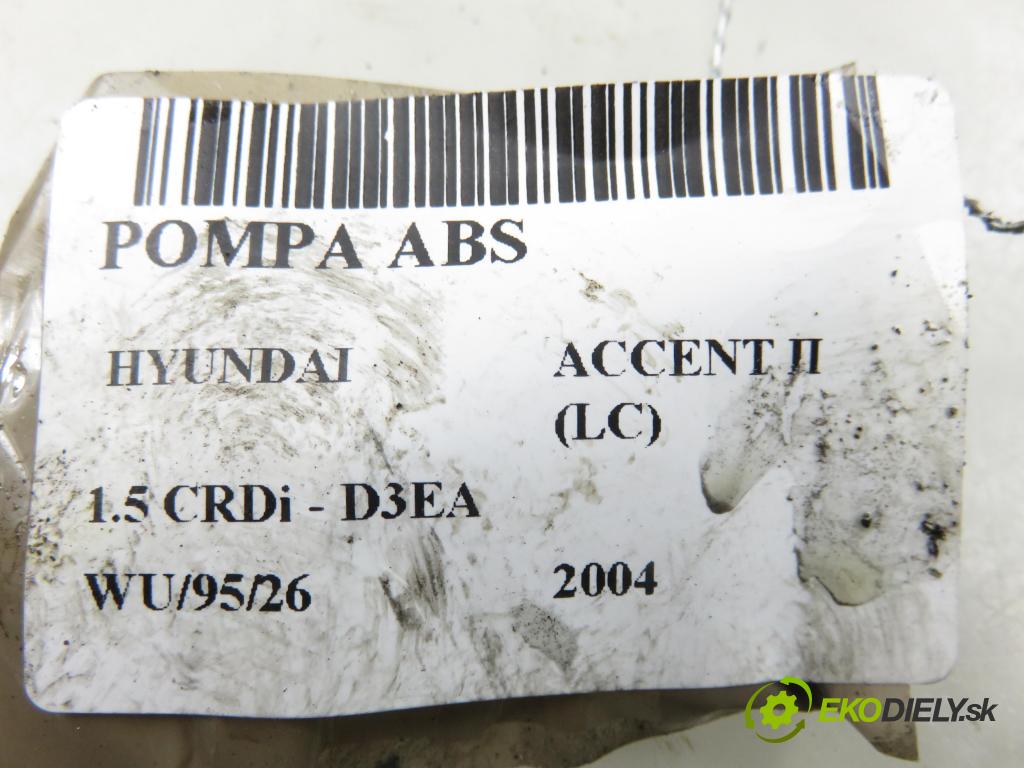 POMPA ABS
HYUNDAI
ACCENT II
(LC)
1.5 CRDi - D3EA
WU/95/26
2004
EKODIELY.sk